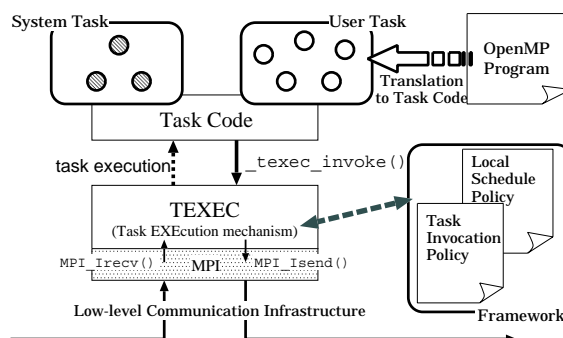 System Task
User Task
OpenMP
Program
Translation
to Task Code
Task Code
task execution
_texec_invoke()
Local
Schedule
Policy
TEXEC
(Task EXEcution mechanism)
Task
Invocation
Policy
MPI_Irecv()
MPI
MPI_Isend()
Low-level Communication Infrastructure
Framework